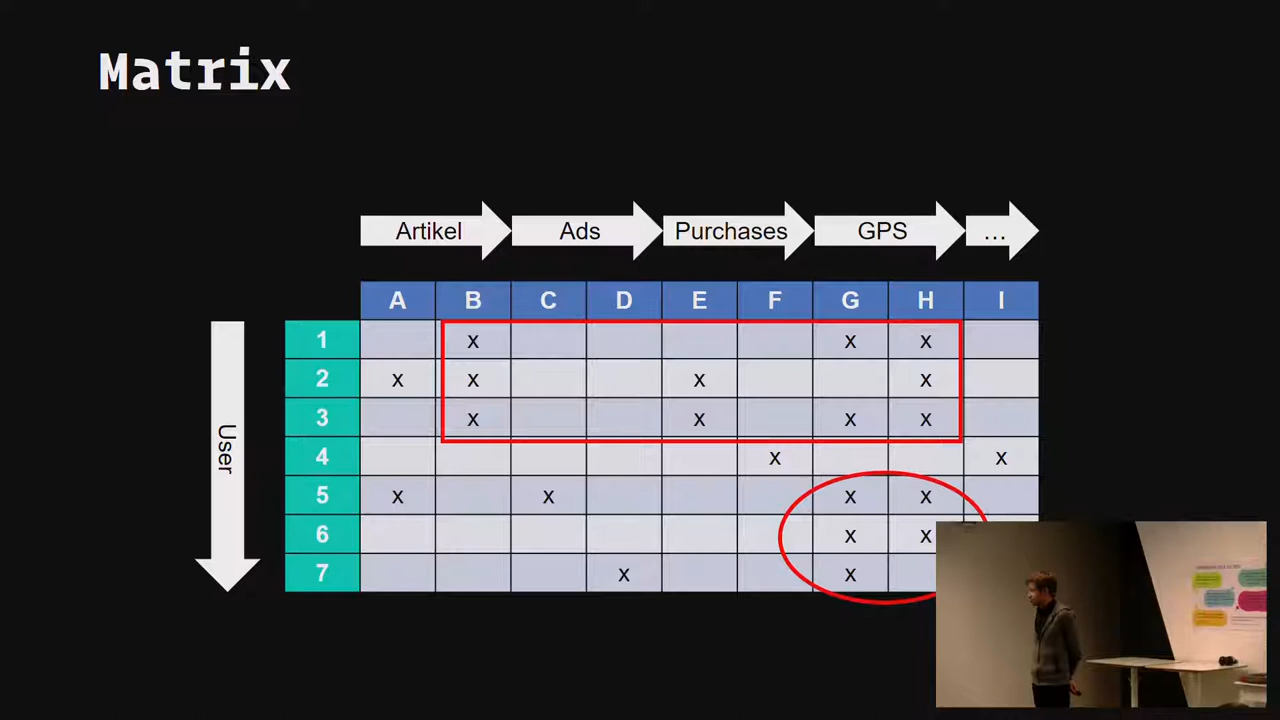 Matrix
Artikel Ads Purchases GPS ...
A B C D E F G H I
User
1 x x x
2 x x x x
3 x x x x
4 x x
5 x x x x
6 x x
7 x x